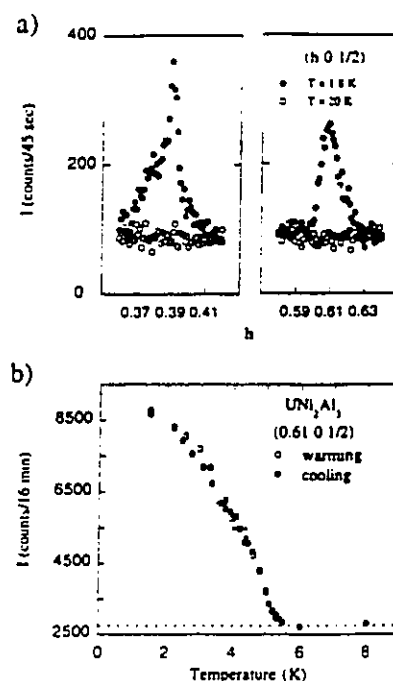 a)
400
200
0
I (counts/45 sec)
(h 0 1/2)
T = 1.8 K
T = 20 K
0.37 0.39 0.41
0.59 0.61 0.63
h
b)
8500
6500
4500
2500
I (counts/16 min)
UNi₂Al₃
(0.61 0 1/2)
warming
cooling
0 2 4 6 8
Temperature (K)